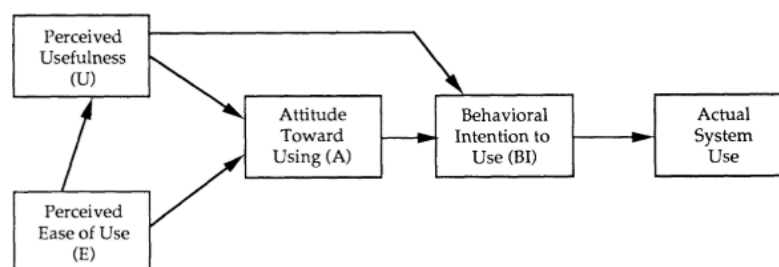 Perceived
Usefulness
(U)
Attitude
Toward
Using (A)
Behavioral
Intention to
Use (BI)
Actual
System
Use
Perceived
Ease of Use
(E)